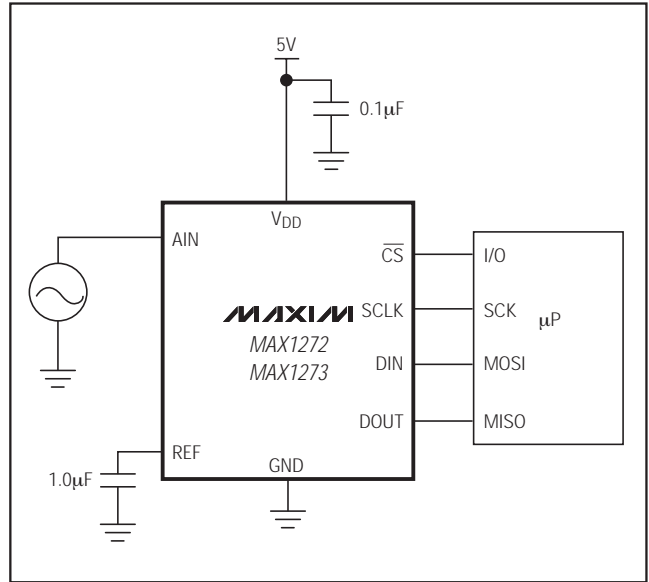 5V
0.1μF
VDD
AIN
CS
I/O
MAXIM
SCLK
SCK
μP
MAX1272
MAX1273
DIN
MOSI
DOUT
MISO
REF
1.0μF
GND